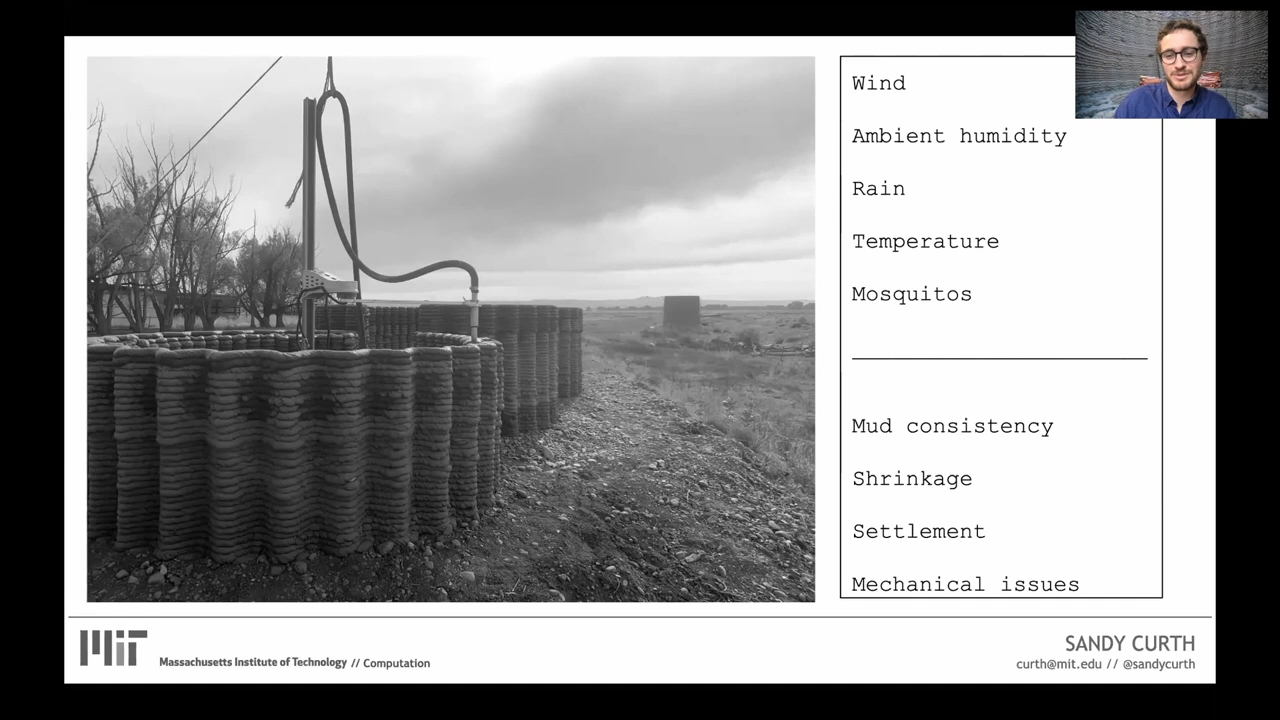 Wind
Ambient humidity
Rain
Temperature
Mosquitos
Mud consistency
Shrinkage
Settlement
Mechanical issues
MIT
Massachusetts Institute of Technology // Computation
SANDY CURTH
curth@mit.edu // @sandycurth